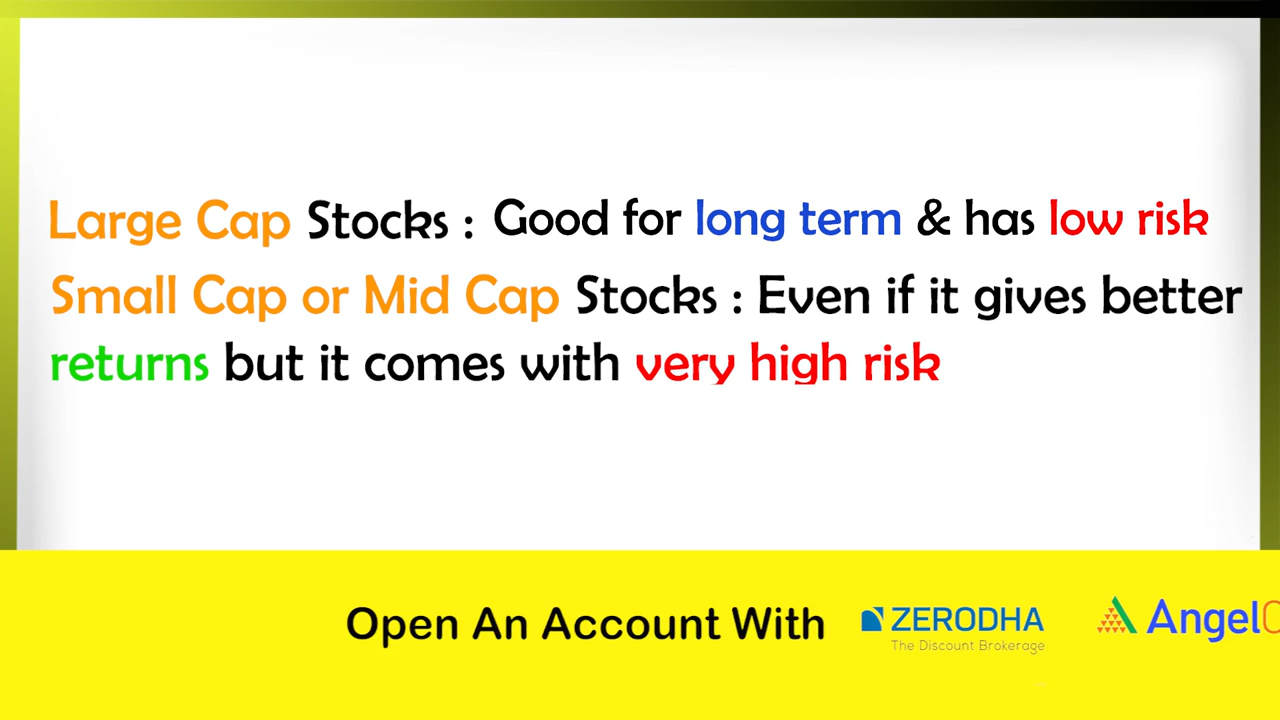 Large Cap Stocks : Good for long term & has low risk
Small Cap or Mid Cap Stocks : Even if it gives better
returns but it comes with very high risk
Open An Account With ZERODHA Angel
The Discount Brokerage